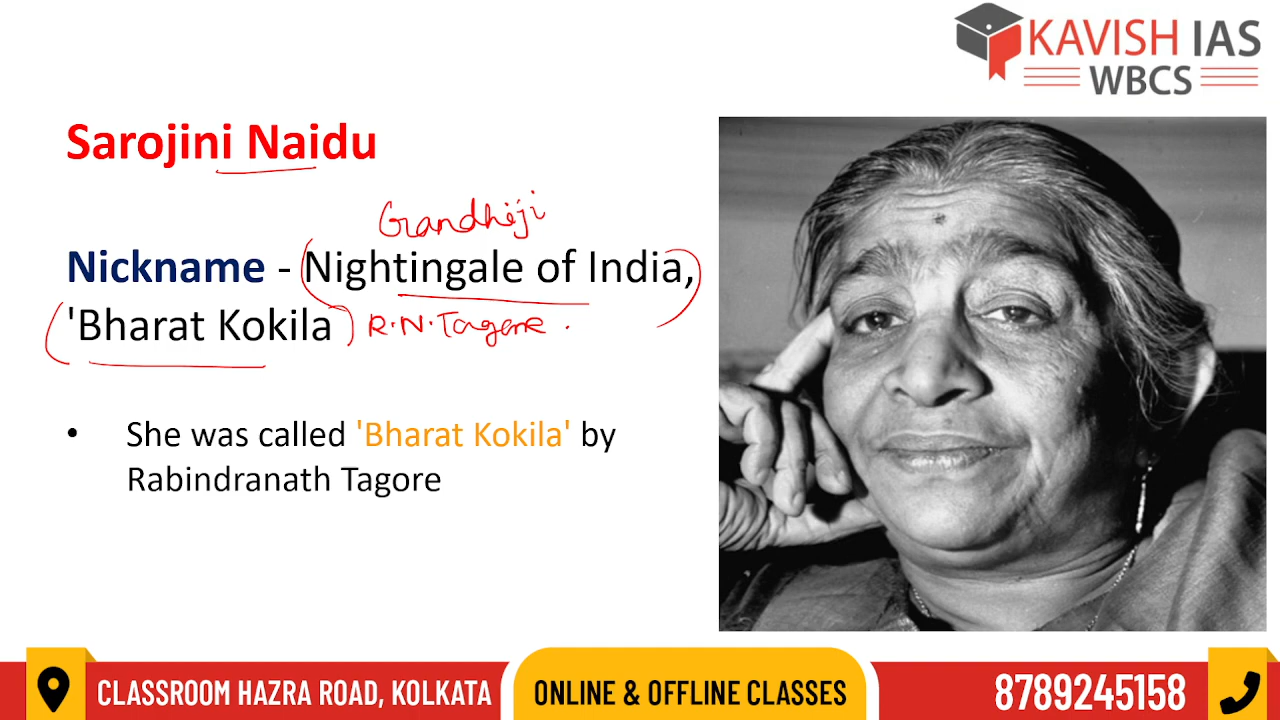 KAVISH IAS
WBCS
Sarojini Naidu
Gandhiji
Nickname - Nightingale of India,
'Bharat Kokila
R.N.Tagore.
• She was called 'Bharat Kokila' by
Rabindranath Tagore
CLASSROOM HAZRA ROAD, KOLKATA
ONLINE & OFFLINE CLASSES
8789245158